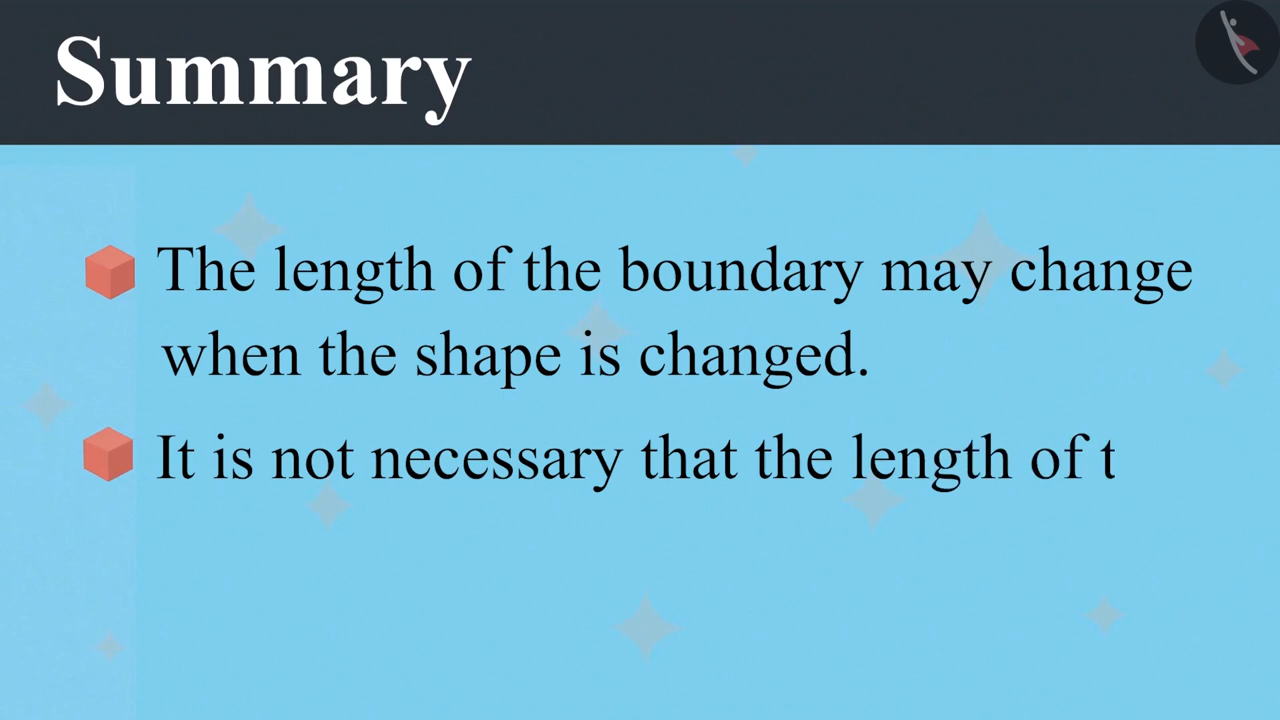 Summary
The length of the boundary may change
when the shape is changed.
It is not necessary that the length of t